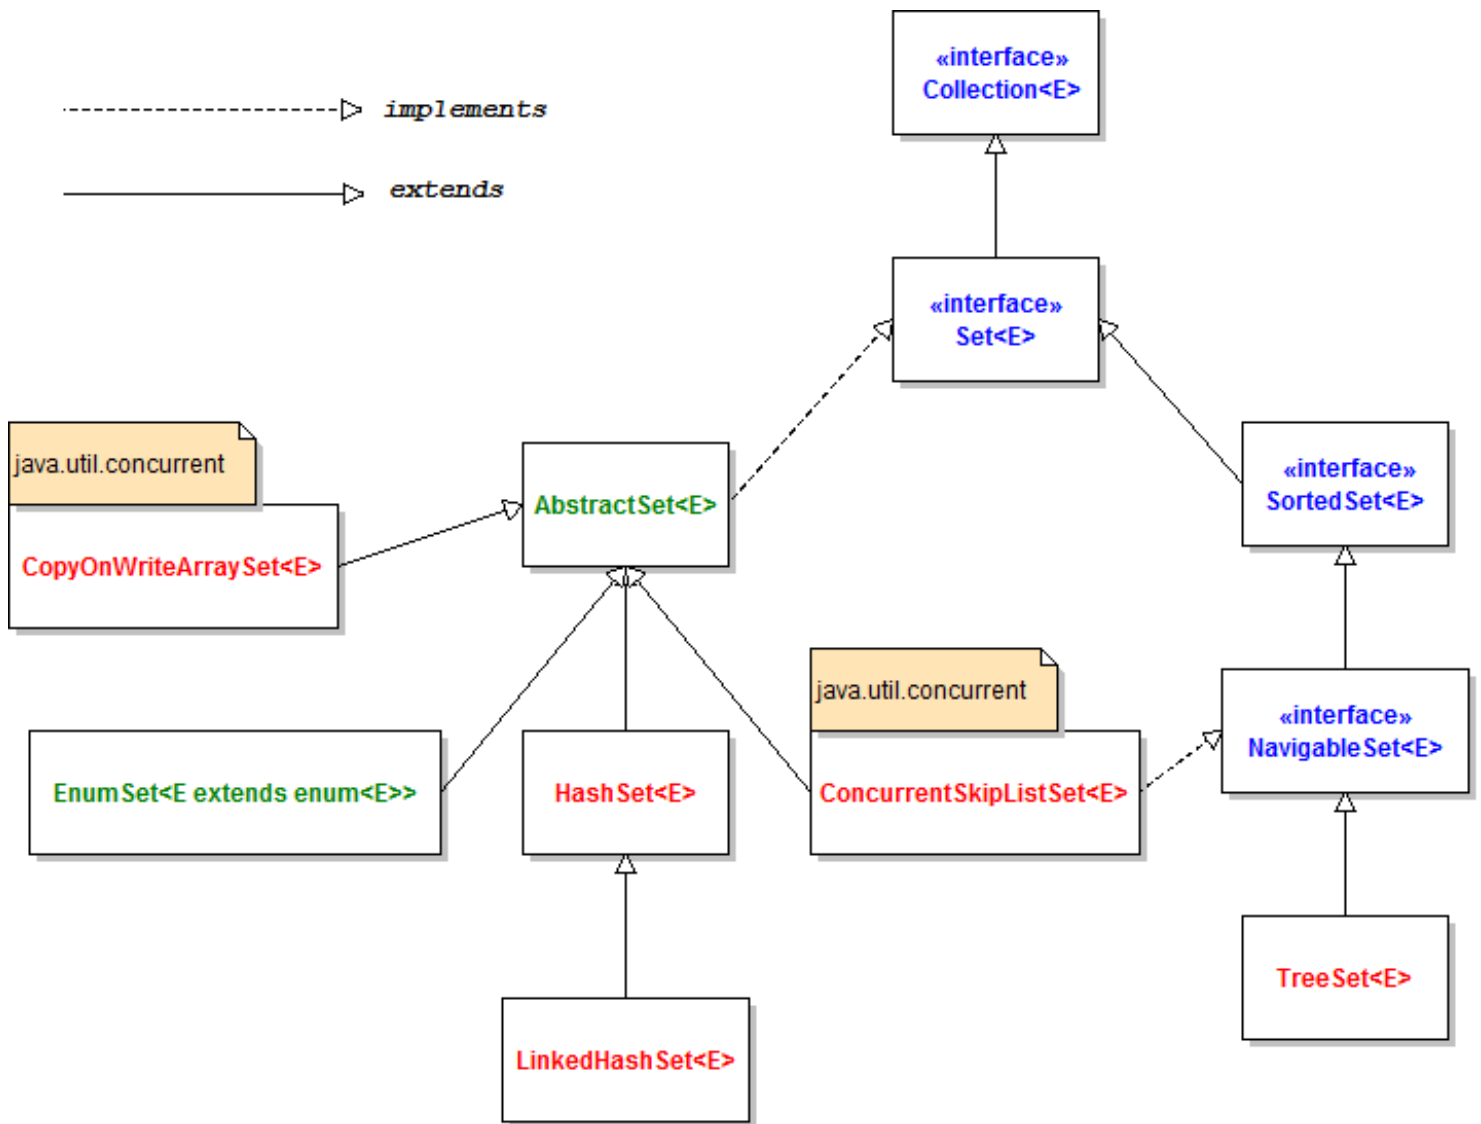 «interface»
Collection<E>
implements
extends
«interface»
Set<E>
java.util.concurrent
CopyOnWriteArraySet<E>
AbstractSet<E>
«interface»
SortedSet<E>
java.util.concurrent
«interface»
NavigableSet<E>
EnumSet<E extends enum<E>>
HashSet<E>
ConcurrentSkipListSet<E>
TreeSet<E>
LinkedHashSet<E>